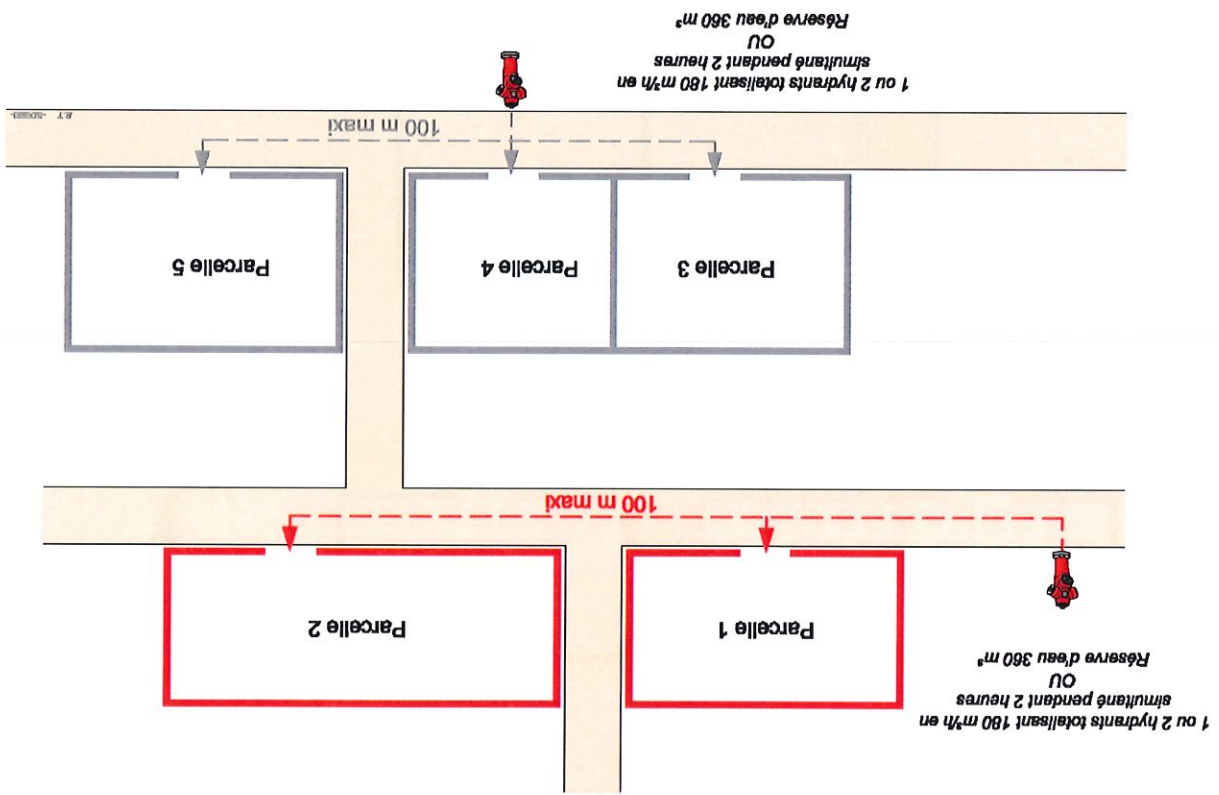 1 ou 2 hydrants totalisant 180 m³/h en
simultané pendant 2 heures
OU
Réserve d'eau 360 m³
Parcelle 1
Parcelle 2
100 m maxi
Parcelle 3
Parcelle 4
Parcelle 5
100 m maxi
1 ou 2 hydrants totalisant 180 m³/h en
simultané pendant 2 heures
OU
Réserve d'eau 360 m³